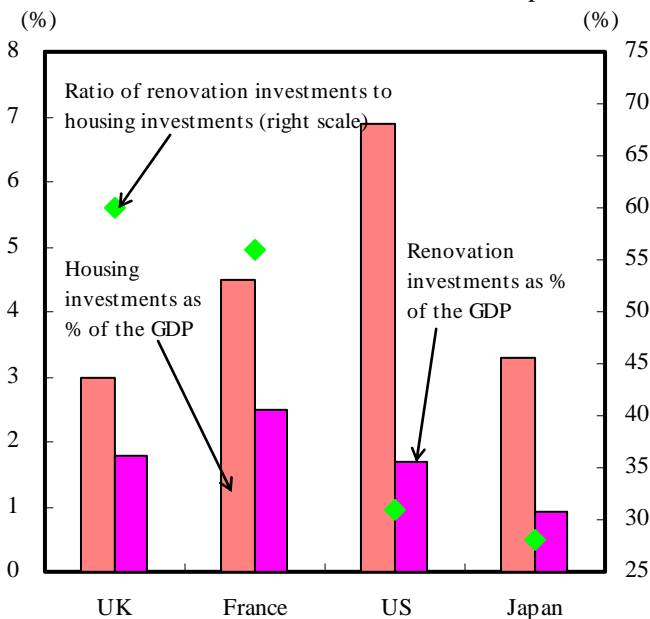 (%)
(%)
8
7
6
5
4
3
2
1
0
75
70
65
60
55
50
45
40
35
30
25
Ratio of renovation investments to
housing investments (right scale)
Housing
investments as
% of the GDP
Renovation
investments as %
of the GDP
UK
France
US
Japan